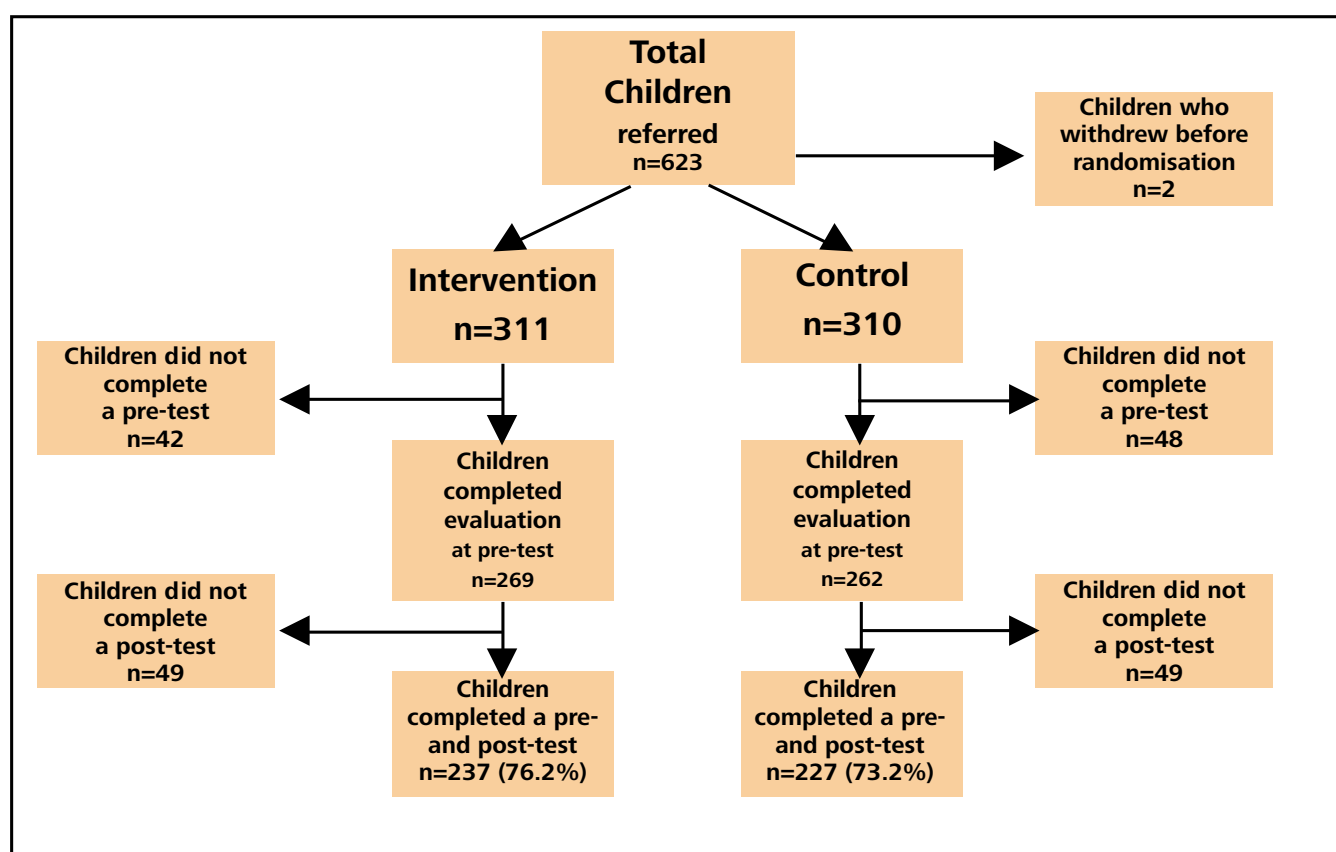 Total
Children
referred
n=623
Children who
withdrew before
randomisation
n=2
Intervention
n=311
Control
n=310
Children did not
complete
a pre-test
n=42
Children did not
complete
a pre-test
n=48
Children
completed
evaluation
at pre-test
n=269
Children
completed
evaluation
at pre-test
n=262
Children did not
complete
a post-test
n=49
Children did not
complete
a post-test
n=49
Children
completed a pre-
and post-test
n=237 (76.2%)
Children
completed a pre-
and post-test
n=227 (73.2%)